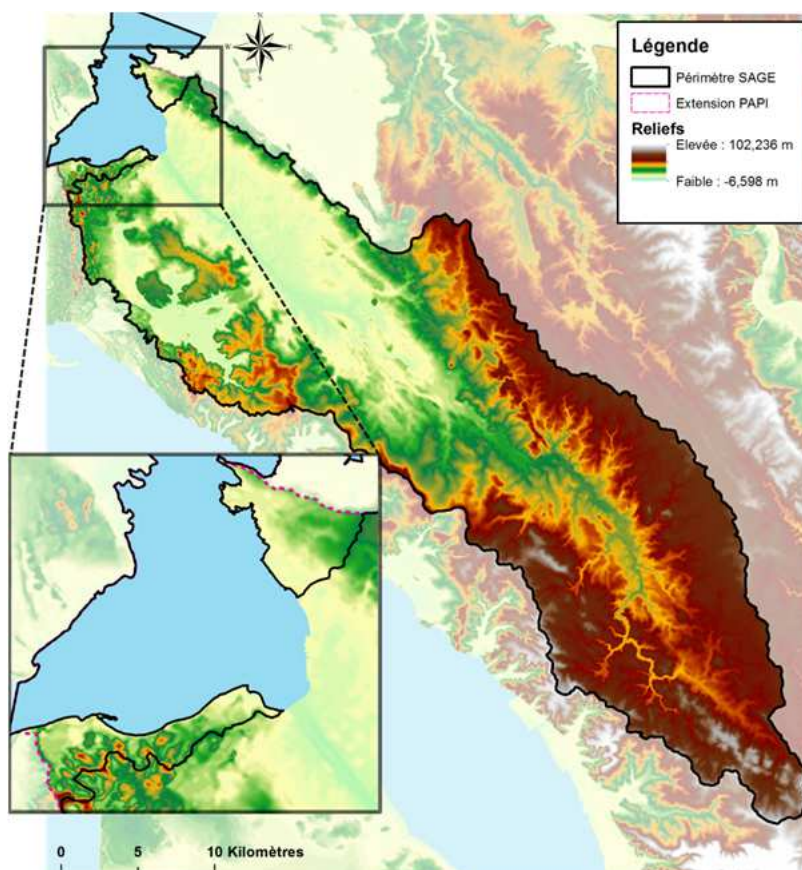 N
W
E
S
Légende
Périmètre SAGE
Extension PAPI
Reliefs
Elevée : 102,236 m
Faible : -6,598 m
0 5 10 Kilomètres